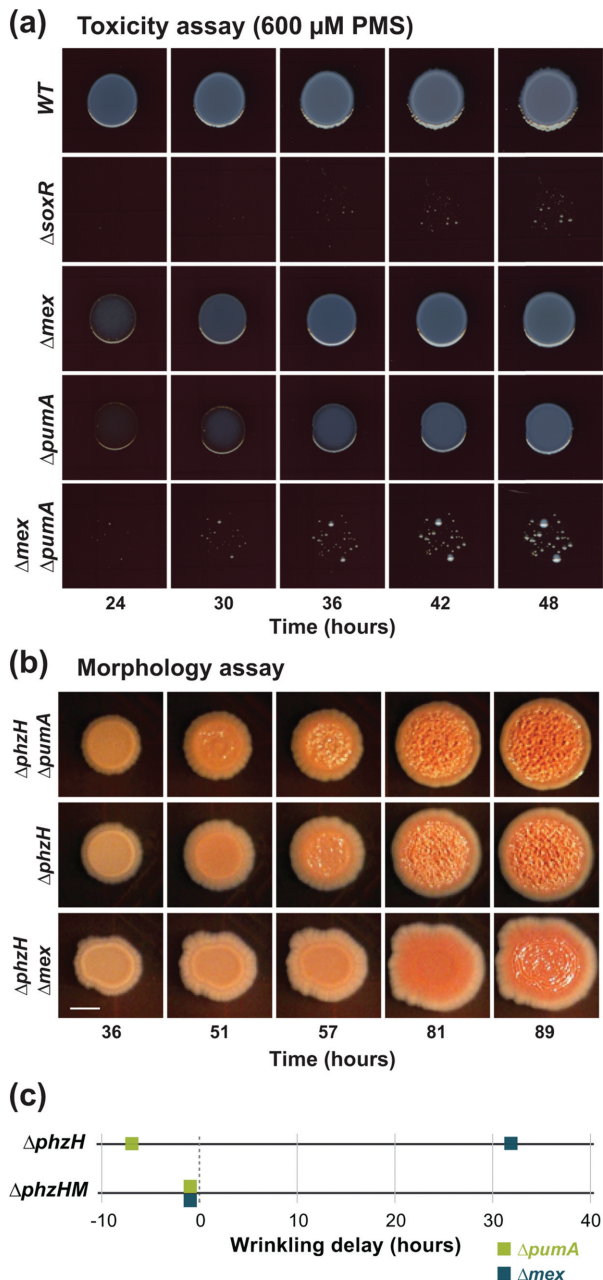 (a) Toxicity assay (600 µM PMS)
WT
ΔsoxR
Δmex
ΔpumA
Δmex
ΔpumA
24 30 36 42 48
Time (hours)
(b) Morphology assay
ΔphzH
ΔpumA
ΔphzH
ΔphzH
Δmex
36 51 57 81 89
Time (hours)
(c)
ΔphzH
ΔphzHM
-10 0 10 20 30 40
Wrinkling delay (hours)
ΔpumA
Δmex